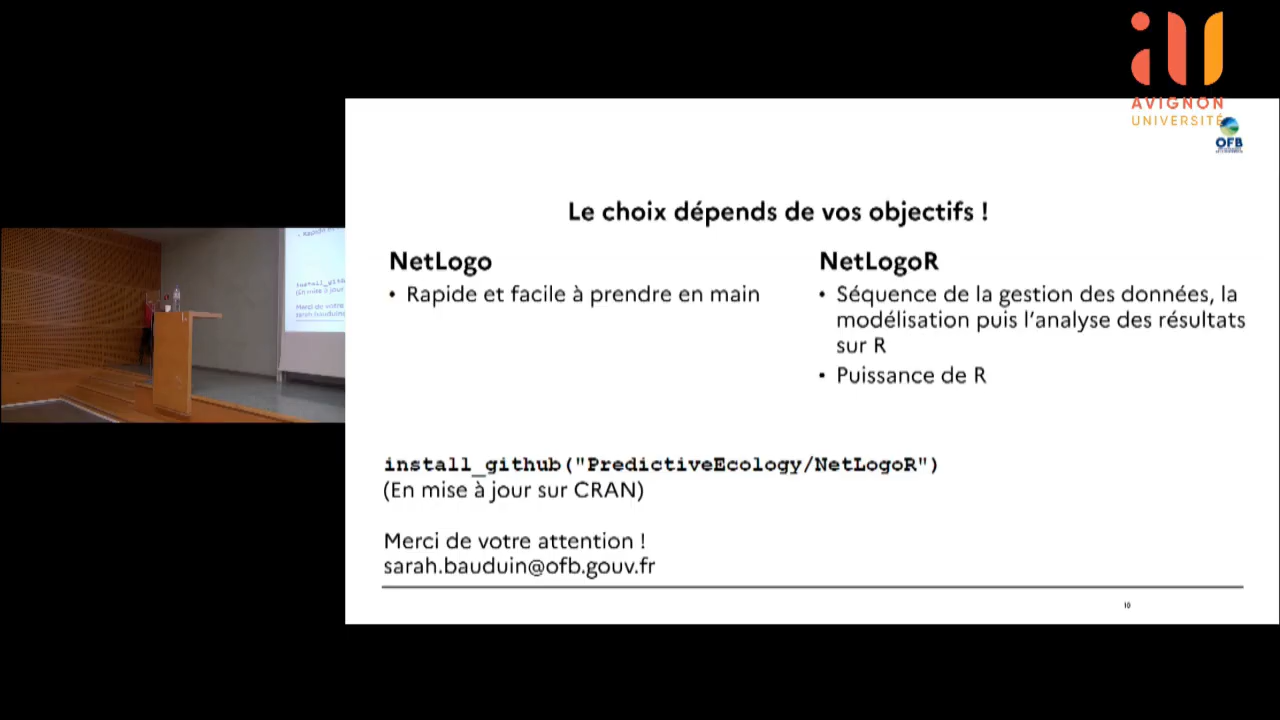 AVIGNON
UNIVERSITÉ
OFB
Le choix dépends de vos objectifs !
NetLogo
• Rapide et facile à prendre en main
NetLogoR
• Séquence de la gestion des données, la
modélisation puis l'analyse des résultats
sur R
• Puissance de R
install_github("PredictiveEcology/NetLogoR")
(En mise à jour sur CRAN)
Merci de votre attention !
sarah.bauduin@ofb.gouv.fr
10